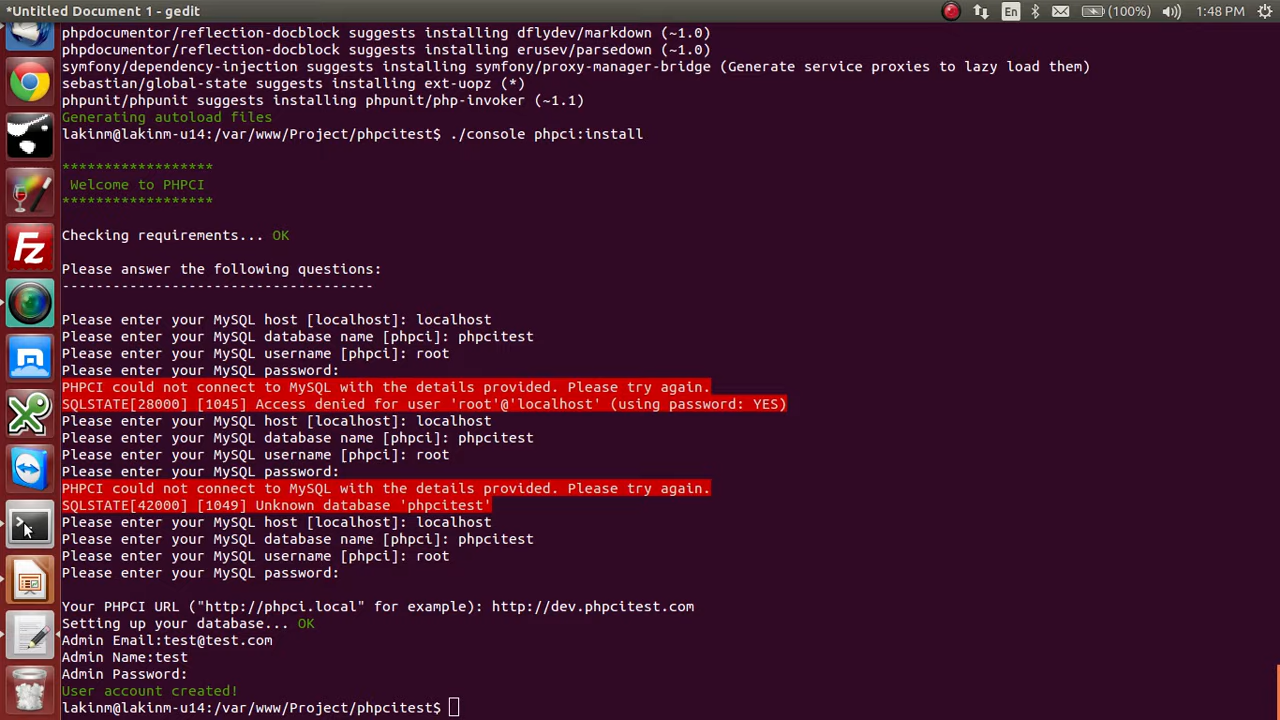 *Untitled Document 1 - gedit
En
(100%)
1:48 PM
phpdocumentor/reflection-docblock suggests installing dflydev/markdown (~1.0)
phpdocumentor/reflection-docblock suggests installing erusev/parsedown (~1.0)
symfony/dependency-injection suggests installing symfony/proxy-manager-bridge (Generate service proxies to lazy load them)
sebastian/global-state suggests installing ext-uopz (*)
phpunit/phpunit suggests installing phpunit/php-invoker (~1.1)
Generating autoload files
lakinm@lakinm-u14:/var/www/Project/phpcitest$ ./console phpci:install
******************
Welcome to PHPCI
******************
Checking requirements... OK
Please answer the following questions:
-------------------------------------
Please enter your MySQL host [localhost]: localhost
Please enter your MySQL database name [phpci]: phpcitest
Please enter your MySQL username [phpci]: root
Please enter your MySQL password:
PHPCI could not connect to MySQL with the details provided. Please try again.
SQLSTATE[28000] [1045] Access denied for user 'root'@'localhost' (using password: YES)
Please enter your MySQL host [localhost]: localhost
Please enter your MySQL database name [phpci]: phpcitest
Please enter your MySQL username [phpci]: root
Please enter your MySQL password:
PHPCI could not connect to MySQL with the details provided. Please try again.
SQLSTATE[42000] [1049] Unknown database 'phpcitest'
Please enter your MySQL host [localhost]: localhost
Please enter your MySQL database name [phpci]: phpcitest
Please enter your MySQL username [phpci]: root
Please enter your MySQL password:
Your PHPCI URL ("http://phpci.local" for example): http://dev.phpcitest.com
Setting up your database... OK
Admin Email:test@test.com
Admin Name:test
Admin Password:
User account created!
lakinm@lakinm-u14:/var/www/Project/phpcitest$